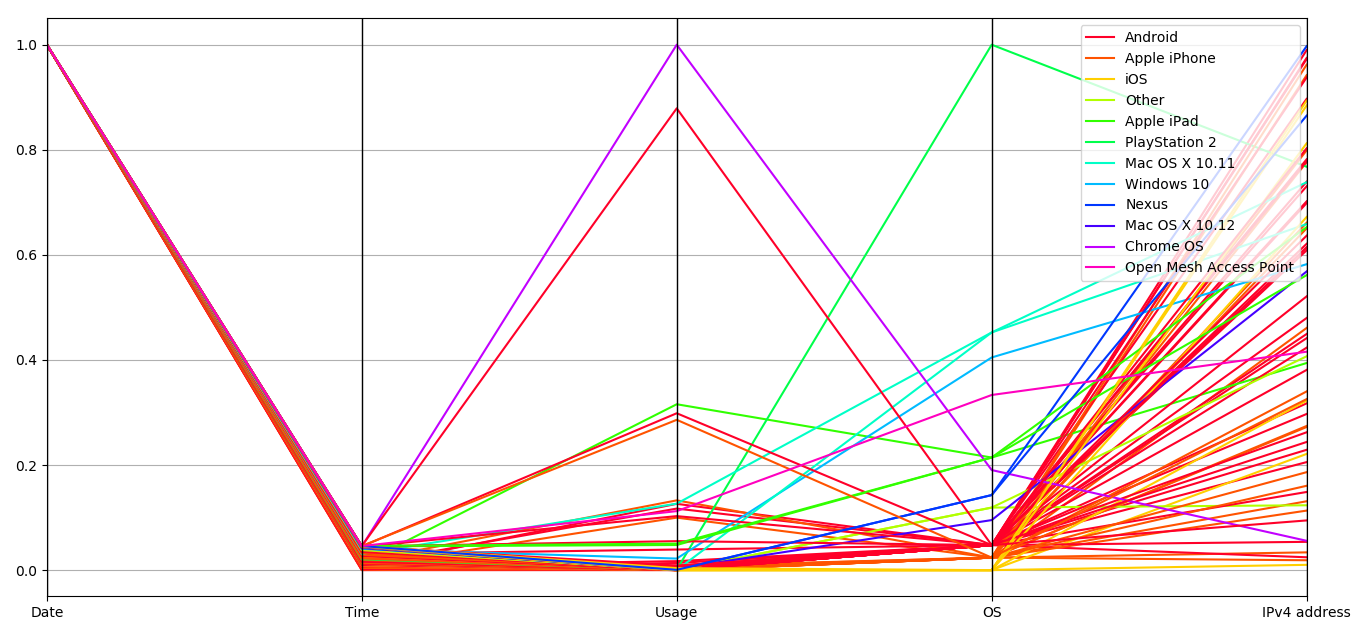 1.0
0.8
0.6
0.4
0.2
0.0
Date
Time
Usage
OS
IPv4 address
Android
Apple iPhone
iOS
Other
Apple iPad
PlayStation 2
Mac OS X 10.11
Windows 10
Nexus
Mac OS X 10.12
Chrome OS
Open Mesh Access Point